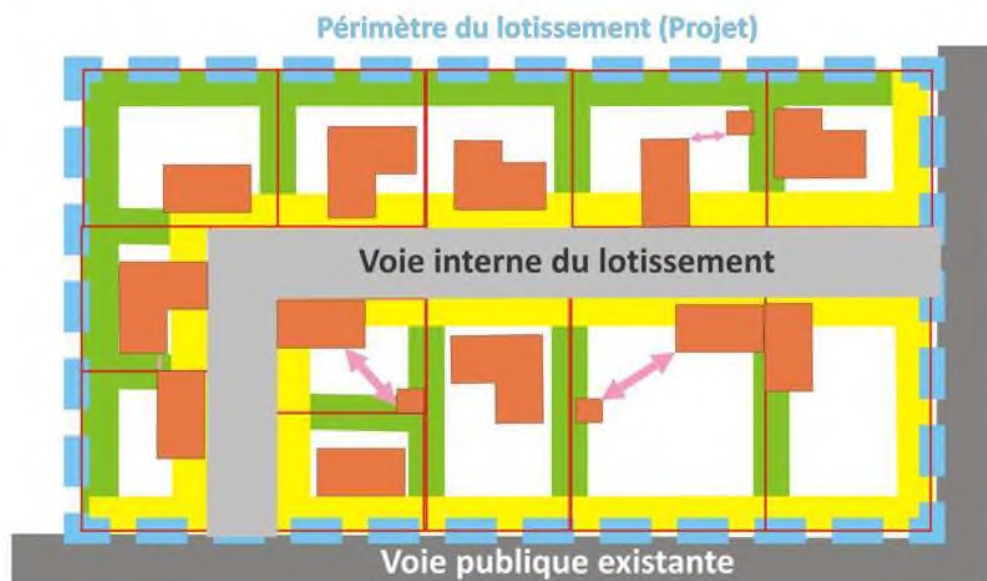 Périmètre du lotissement (Projet)
Voie interne du lotissement
Voie publique existante